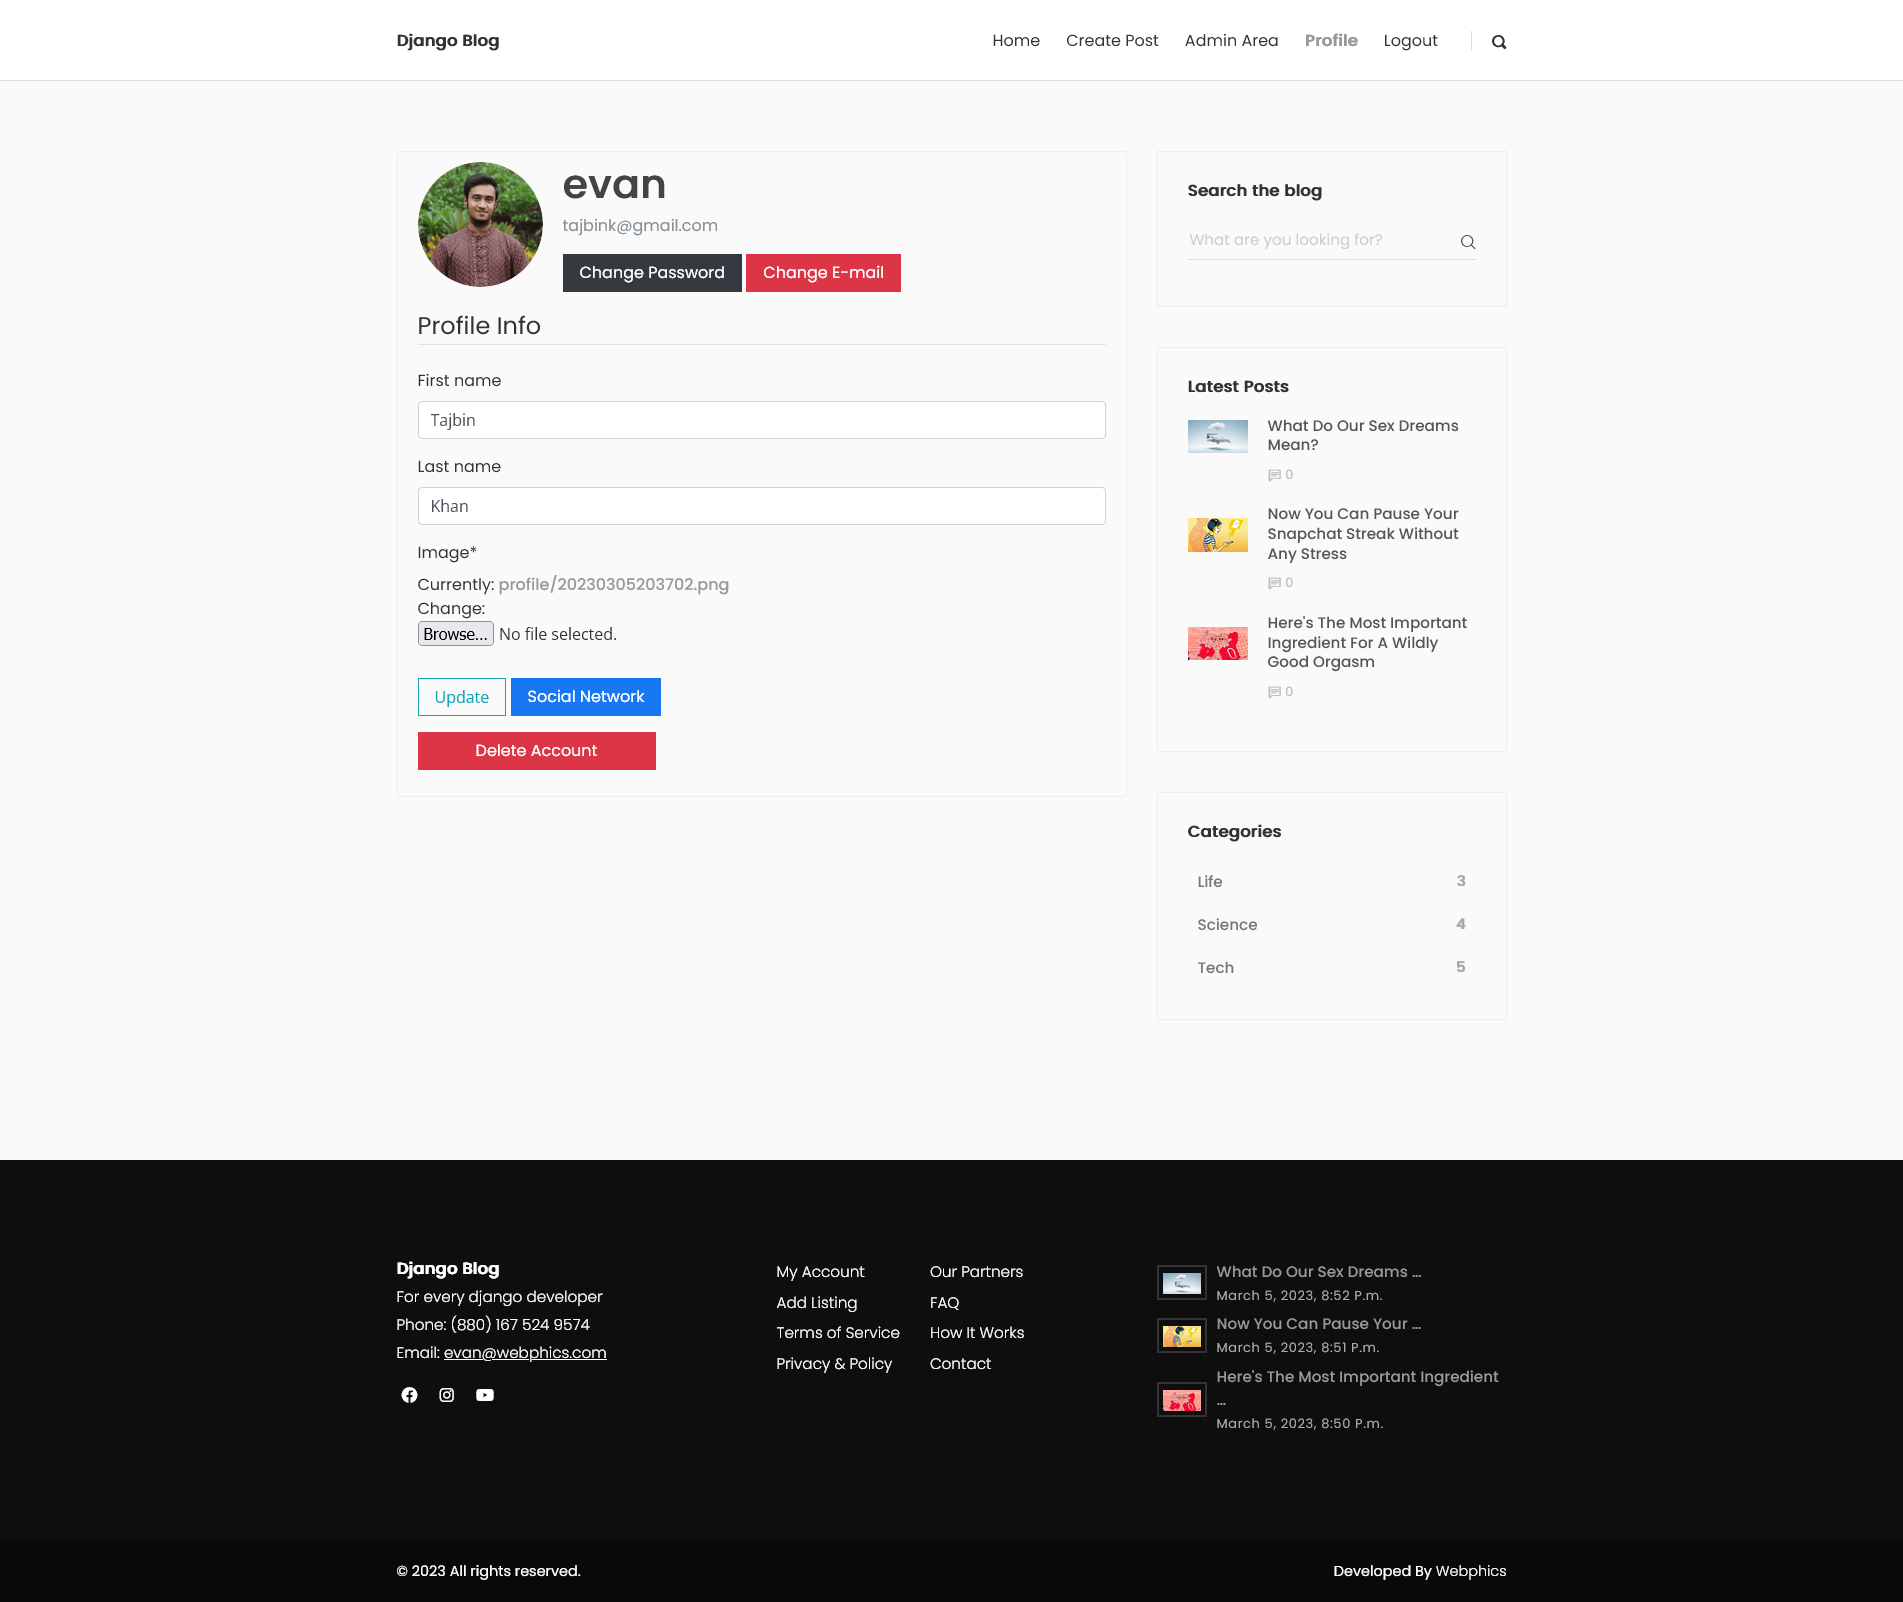 Django Blog
Home
Create Post
Admin Area
Profile
Logout
evan
tajbink@gmail.com
Change Password
Change E-mail
Profile Info
First name
Tajbin
Last name
Khan
Image*
Currently: profile/20230305203702.png
Change:
Browse... No file selected.
Update
Social Network
Delete Account
Search the blog
What are you looking for?
Latest Posts
What Do Our Sex Dreams
Mean?
0
Now You Can Pause Your
Snapchat Streak Without
Any Stress
0
Here's The Most Important
Ingredient For A Wildly
Good Orgasm
0
Categories
Life 3
Science 4
Tech 5
Django Blog
For every django developer
Phone: (880) 167 524 9574
Email: evan@webphics.com
My Account
Add Listing
Terms of Service
Privacy & Policy
Our Partners
FAQ
How It Works
Contact
What Do Our Sex Dreams ...
March 5, 2023, 8:52 P.m.
Now You Can Pause Your ...
March 5, 2023, 8:51 P.m.
Here's The Most Important Ingredient
...
March 5, 2023, 8:50 P.m.
© 2023 All rights reserved.
Developed By Webphics